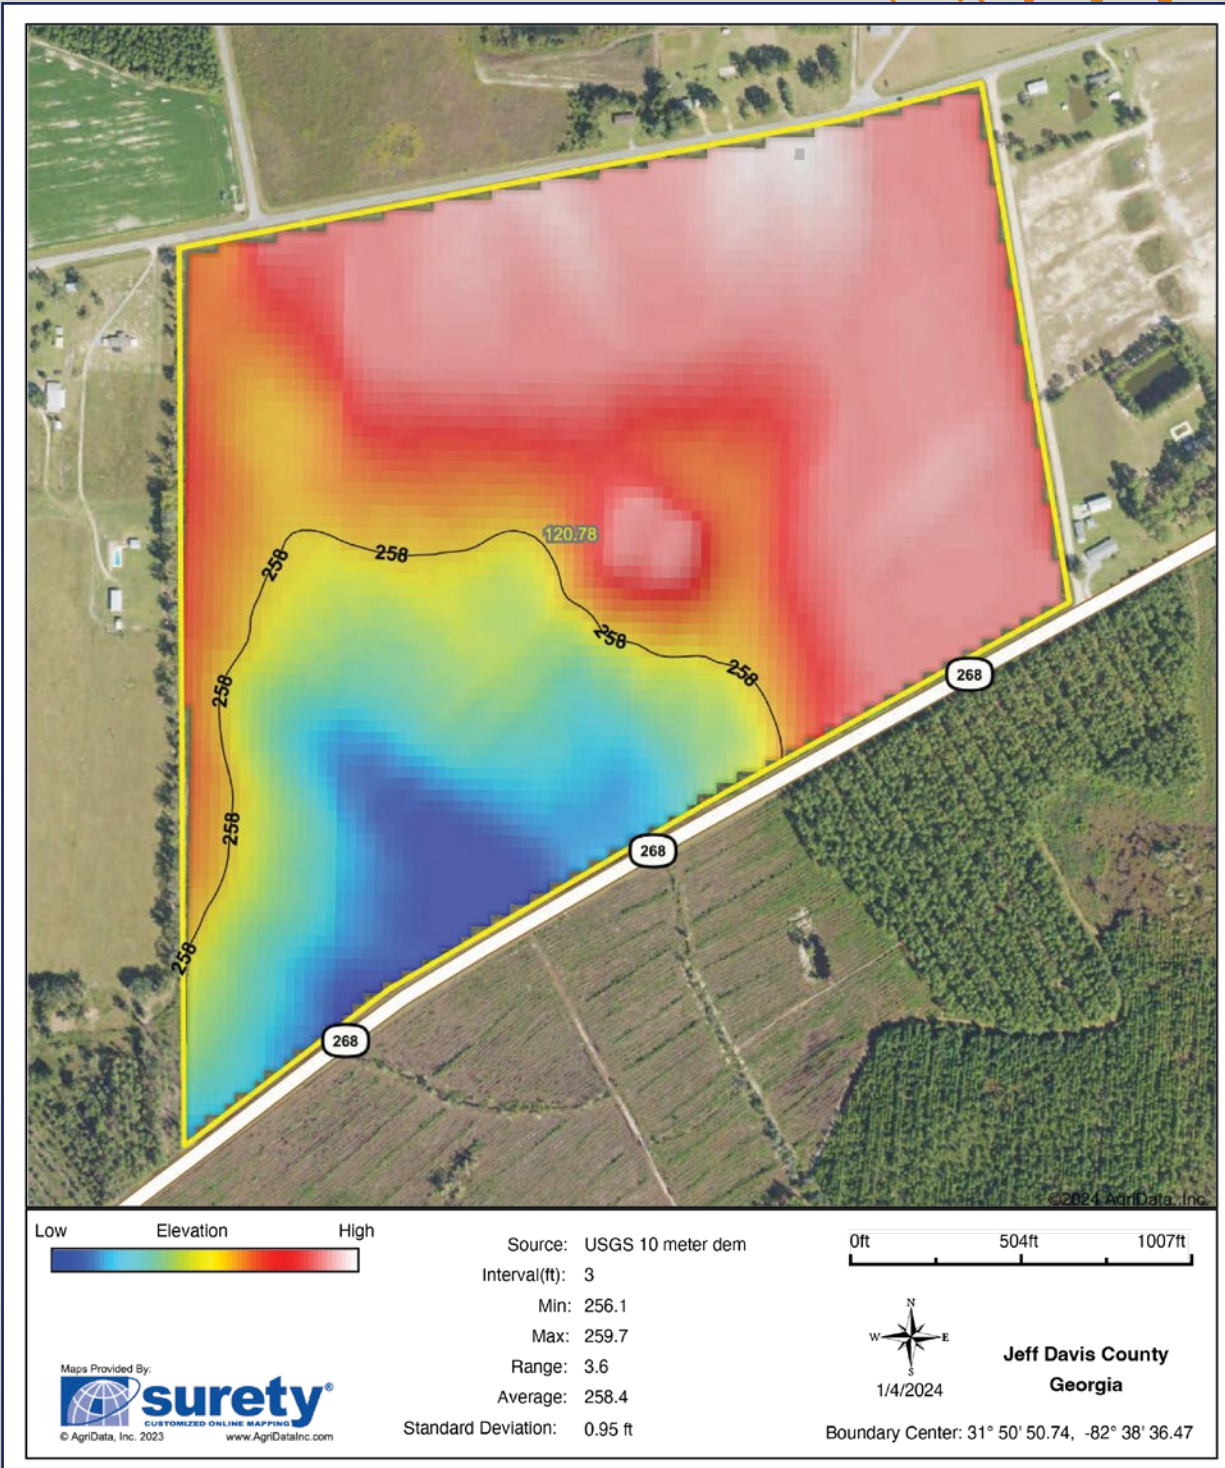 120.78
258
258
258
258
258
258
258
268
268
268
©2024 AgriData, Inc.
Low Elevation High
Source: USGS 10 meter dem
Interval(ft): 3
Min: 256.1
Max: 259.7
Range: 3.6
Average: 258.4
Standard Deviation: 0.95 ft
0ft 504ft 1007ft
N
W E
S
1/4/2024
Jeff Davis County
Georgia
Boundary Center: 31° 50' 50.74, -82° 38' 36.47
Maps Provided By:
surety®
CUSTOMIZED ONLINE MAPPING
© AgriData, Inc. 2023 www.AgriDataInc.com